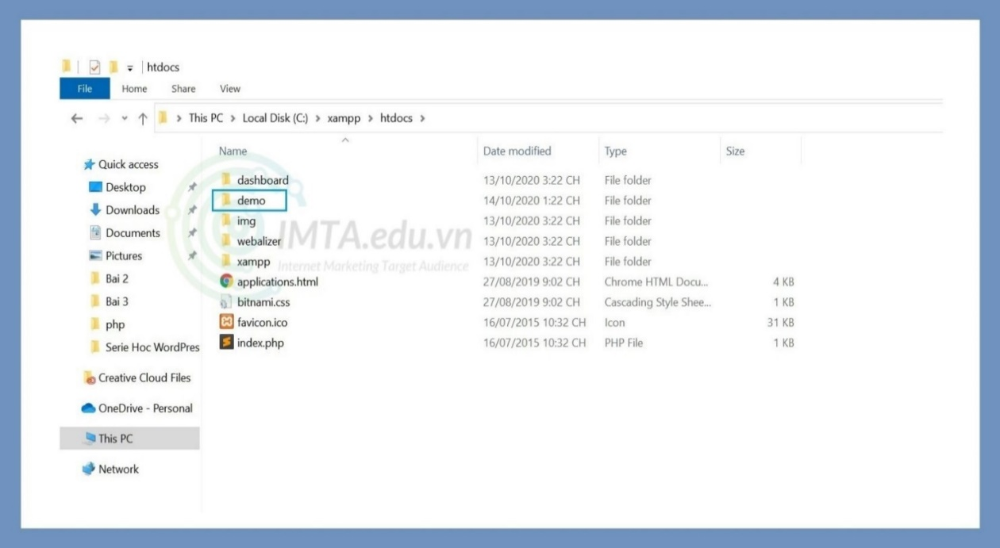 htdocs
File Home Share View
This PC Local Disk (C:) xampp htdocs
Name Date modified Type Size
Quick access
Desktop
Downloads
Documents
Pictures
Bai 2
Bai 3
php
Serie Hoc WordPres
Creative Cloud Files
OneDrive - Personal
This PC
Network
dashboard 13/10/2020 3:22 CH File folder
demo 14/10/2020 1:22 CH File folder
img 13/10/2020 3:22 CH File folder
webalizer 13/10/2020 3:22 CH File folder
xampp 13/10/2020 3:22 CH File folder
applications.html 27/08/2019 9:02 CH Chrome HTML Docu... 4 KB
bitnami.css 27/08/2019 9:02 CH Cascading Style Shee... 1 KB
favicon.ico 16/07/2015 10:32 CH Icon 31 KB
index.php 16/07/2015 10:32 CH PHP File 1 KB
IMTA.edu.vn
Internet Marketing Target Audience